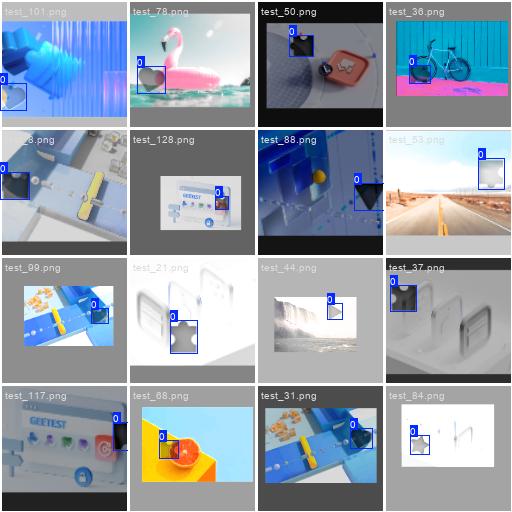 test_101.png
test_78.png
test_50.png
test_36.png
0
0
0
0
8.png
test_128.png
test_88.png
test_53.png
0
0
0
0
GEETEST
test_99.png
test_21.png
test_44.png
test_37.png
0
0
0
0
test_117.png
test_68.png
test_31.png
test_84.png
0
0
0
0
GEETEST